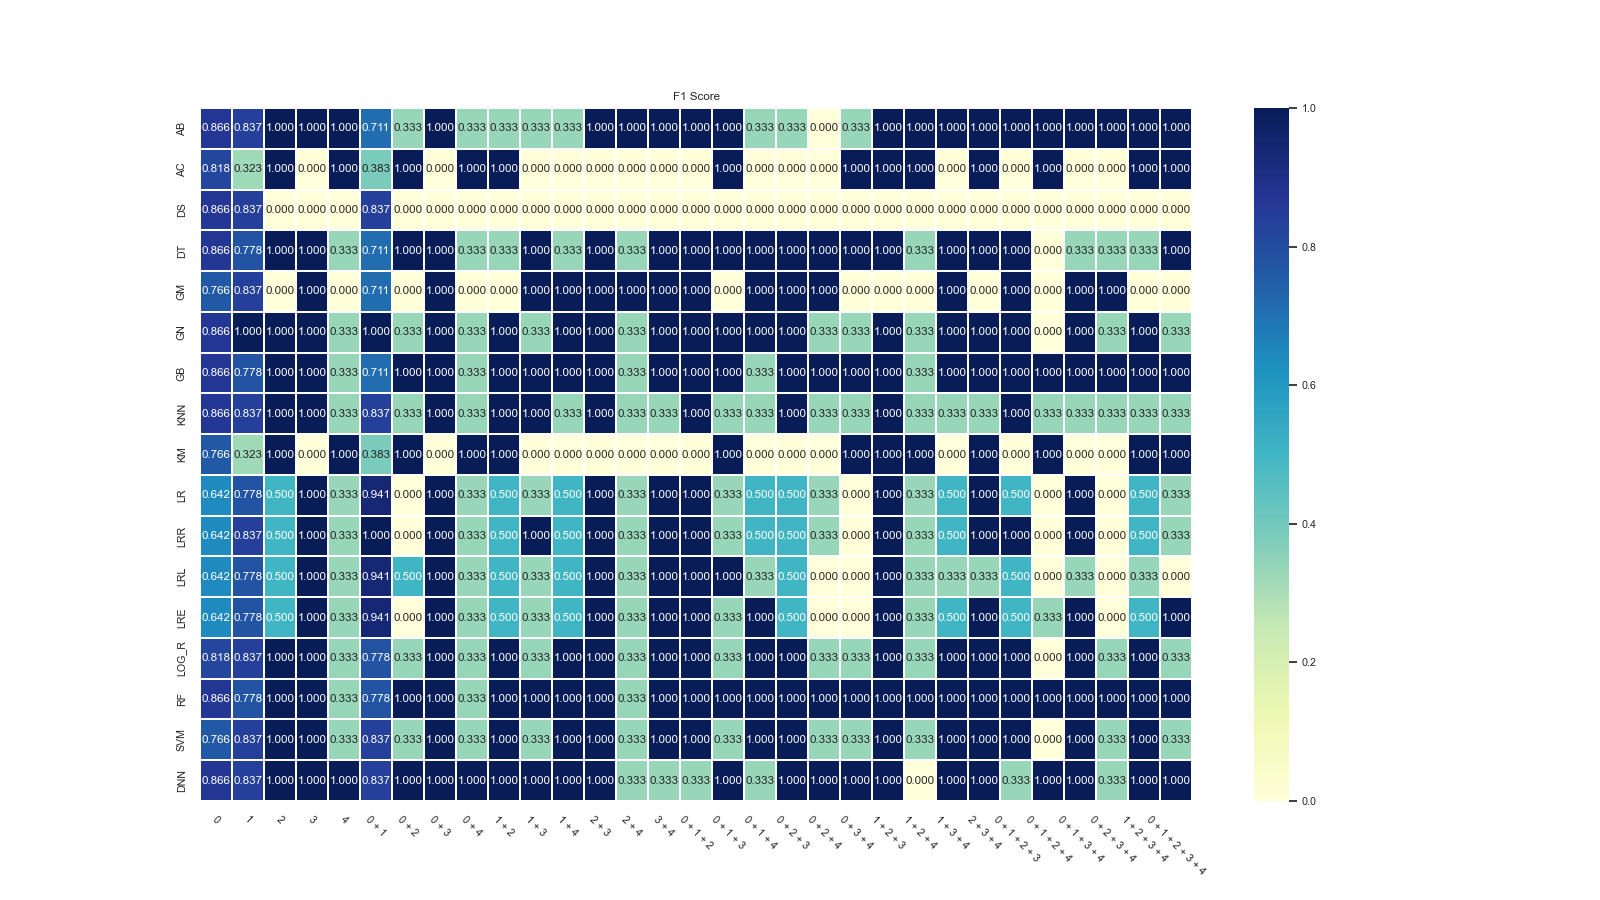 F1 Score
AB 0.866 0.837 1.000 1.000 1.000 0.711 0.333 1.000 0.333 0.333 0.333 0.333 1.000 1.000 1.000 1.000 1.000 0.333 0.333 0.000 0.333 1.000 1.000 1.000 1.000 1.000 1.000 1.000 1.000 1.000 1.000
AC 0.818 0.323 1.000 0.000 1.000 0.383 1.000 0.000 1.000 1.000 0.000 0.000 0.000 0.000 0.000 0.000 1.000 0.000 0.000 0.000 1.000 1.000 1.000 0.000 1.000 0.000 1.000 0.000 0.000 1.000 1.000
DS 0.866 0.837 0.000 0.000 0.000 0.837 0.000 0.000 0.000 0.000 0.000 0.000 0.000 0.000 0.000 0.000 0.000 0.000 0.000 0.000 0.000 0.000 0.000 0.000 0.000 0.000 0.000 0.000 0.000 0.000 0.000
DT 0.866 0.778 1.000 1.000 0.333 0.711 1.000 1.000 0.333 0.333 1.000 0.333 1.000 0.333 1.000 1.000 1.000 1.000 1.000 1.000 1.000 1.000 0.333 1.000 1.000 1.000 0.000 0.333 0.333 0.333 1.000
GM 0.766 0.837 0.000 1.000 0.000 0.711 0.000 1.000 0.000 0.000 1.000 1.000 1.000 1.000 1.000 1.000 0.000 1.000 1.000 1.000 0.000 0.000 0.000 1.000 0.000 1.000 0.000 1.000 1.000 0.000 0.000
GN 0.866 1.000 1.000 1.000 0.333 1.000 0.333 1.000 0.333 1.000 0.333 1.000 1.000 0.333 1.000 1.000 1.000 1.000 1.000 0.333 0.333 1.000 0.333 1.000 1.000 1.000 0.000 1.000 0.333 1.000 0.333
GB 0.866 0.778 1.000 1.000 0.333 0.711 1.000 1.000 0.333 1.000 1.000 1.000 1.000 0.333 1.000 1.000 1.000 0.333 1.000 1.000 1.000 1.000 0.333 1.000 1.000 1.000 1.000 1.000 1.000 1.000 1.000
KNN 0.866 0.837 1.000 1.000 0.333 0.837 0.333 1.000 0.333 1.000 1.000 0.333 1.000 0.333 0.333 1.000 0.333 0.333 1.000 0.333 0.333 1.000 0.333 0.333 0.333 1.000 0.333 0.333 0.333 0.333 0.333
KM 0.766 0.323 1.000 0.000 1.000 0.383 1.000 0.000 1.000 1.000 0.000 0.000 0.000 0.000 0.000 0.000 1.000 0.000 0.000 0.000 1.000 1.000 1.000 0.000 1.000 0.000 1.000 0.000 0.000 1.000 1.000
LR 0.642 0.778 0.500 1.000 0.333 0.941 0.000 1.000 0.333 0.500 0.333 0.500 1.000 0.333 1.000 1.000 0.333 0.500 0.500 0.333 0.000 1.000 0.333 0.500 1.000 0.500 0.000 1.000 0.000 0.500 0.333
LRR 0.642 0.837 0.500 1.000 0.333 1.000 0.000 1.000 0.333 0.500 1.000 0.500 1.000 0.333 1.000 1.000 0.333 0.500 0.500 0.333 0.000 1.000 0.333 0.500 1.000 1.000 0.000 1.000 0.000 0.500 0.333
LRL 0.642 0.778 0.500 1.000 0.333 0.941 0.500 1.000 0.333 0.500 0.333 0.500 1.000 0.333 1.000 1.000 1.000 0.333 0.500 0.000 0.000 1.000 0.333 0.333 0.333 0.500 0.000 0.333 0.000 0.333 0.000
LRE 0.642 0.778 0.500 1.000 0.333 0.941 0.000 1.000 0.333 0.500 0.333 0.500 1.000 0.333 1.000 1.000 0.333 1.000 0.500 0.000 0.000 1.000 0.333 0.500 1.000 0.500 0.333 1.000 0.000 0.500 1.000
LOG_R 0.818 0.837 1.000 1.000 0.333 0.778 0.333 1.000 0.333 1.000 0.333 1.000 1.000 0.333 1.000 1.000 0.333 1.000 1.000 0.333 0.333 1.000 0.333 1.000 1.000 1.000 0.000 1.000 0.333 1.000 0.333
RF 0.866 0.778 1.000 1.000 0.333 0.778 1.000 1.000 0.333 1.000 1.000 1.000 1.000 0.333 1.000 1.000 1.000 1.000 1.000 1.000 1.000 1.000 1.000 1.000 1.000 1.000 1.000 1.000 1.000 1.000 1.000
SVM 0.766 0.837 1.000 1.000 0.333 0.837 0.333 1.000 0.333 1.000 0.333 1.000 1.000 0.333 1.000 1.000 0.333 1.000 1.000 0.333 0.333 1.000 0.333 1.000 1.000 1.000 0.000 1.000 0.333 1.000 0.333
DNN 0.866 0.837 1.000 1.000 1.000 0.837 1.000 1.000 1.000 1.000 1.000 1.000 1.000 0.333 0.333 0.333 1.000 0.333 1.000 1.000 1.000 1.000 0.000 1.000 1.000 0.333 1.000 1.000 0.333 1.000 1.000
0 1 2 3 4 0 + 1 0 + 2 0 + 3 0 + 4 1 + 2 1 + 3 1 + 4 2 + 3 2 + 4 3 + 4 0 + 1 + 2 0 + 1 + 3 0 + 1 + 4 0 + 2 + 3 0 + 2 + 4 0 + 3 + 4 1 + 2 + 3 1 + 2 + 4 1 + 3 + 4 2 + 3 + 4 0 + 1 + 2 + 3 0 + 1 + 2 + 4 0 + 1 + 3 + 4 0 + 2 + 3 + 4 1 + 2 + 3 + 4 0 + 1 + 2 + 3 + 4
1.0
0.8
0.6
0.4
0.2
0.0